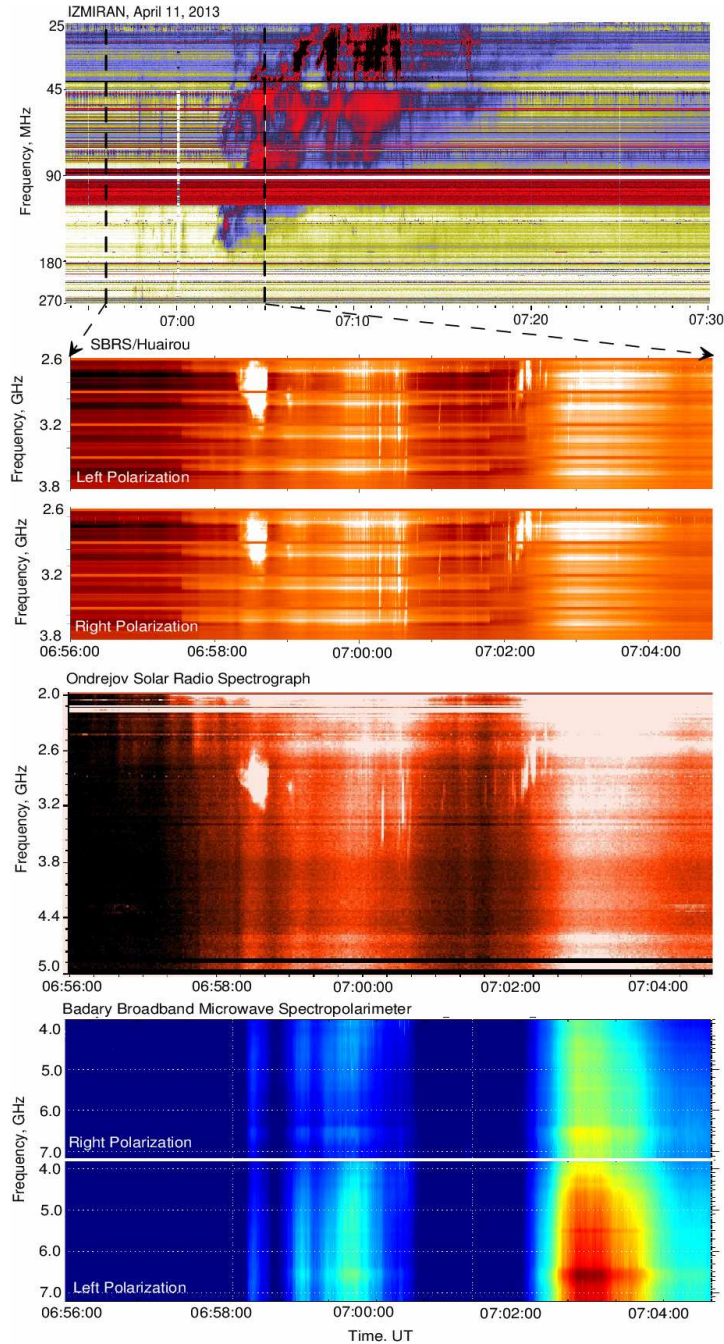 IZMIRAN, April 11, 2013
Frequency, MHz
25
45
90
180
270
07:00 07:10 07:20 07:30
SBRS/Huairou
Frequency, GHz
2.6
3.2
3.8
Left Polarization
Frequency, GHz
2.6
3.2
3.8
Right Polarization
06:56:00 06:58:00 07:00:00 07:02:00 07:04:00
Ondrejov Solar Radio Spectrograph
Frequency, GHz
2.0
2.6
3.2
3.8
4.4
5.0
06:56:00 06:58:00 07:00:00 07:02:00 07:04:00
Badary Broadband Microwave Spectropolarimeter
Frequency, GHz
4.0
5.0
6.0
7.0
Right Polarization
4.0
5.0
6.0
7.0
Left Polarization
06:56:00 06:58:00 07:00:00 07:02:00 07:04:00
Time. UT